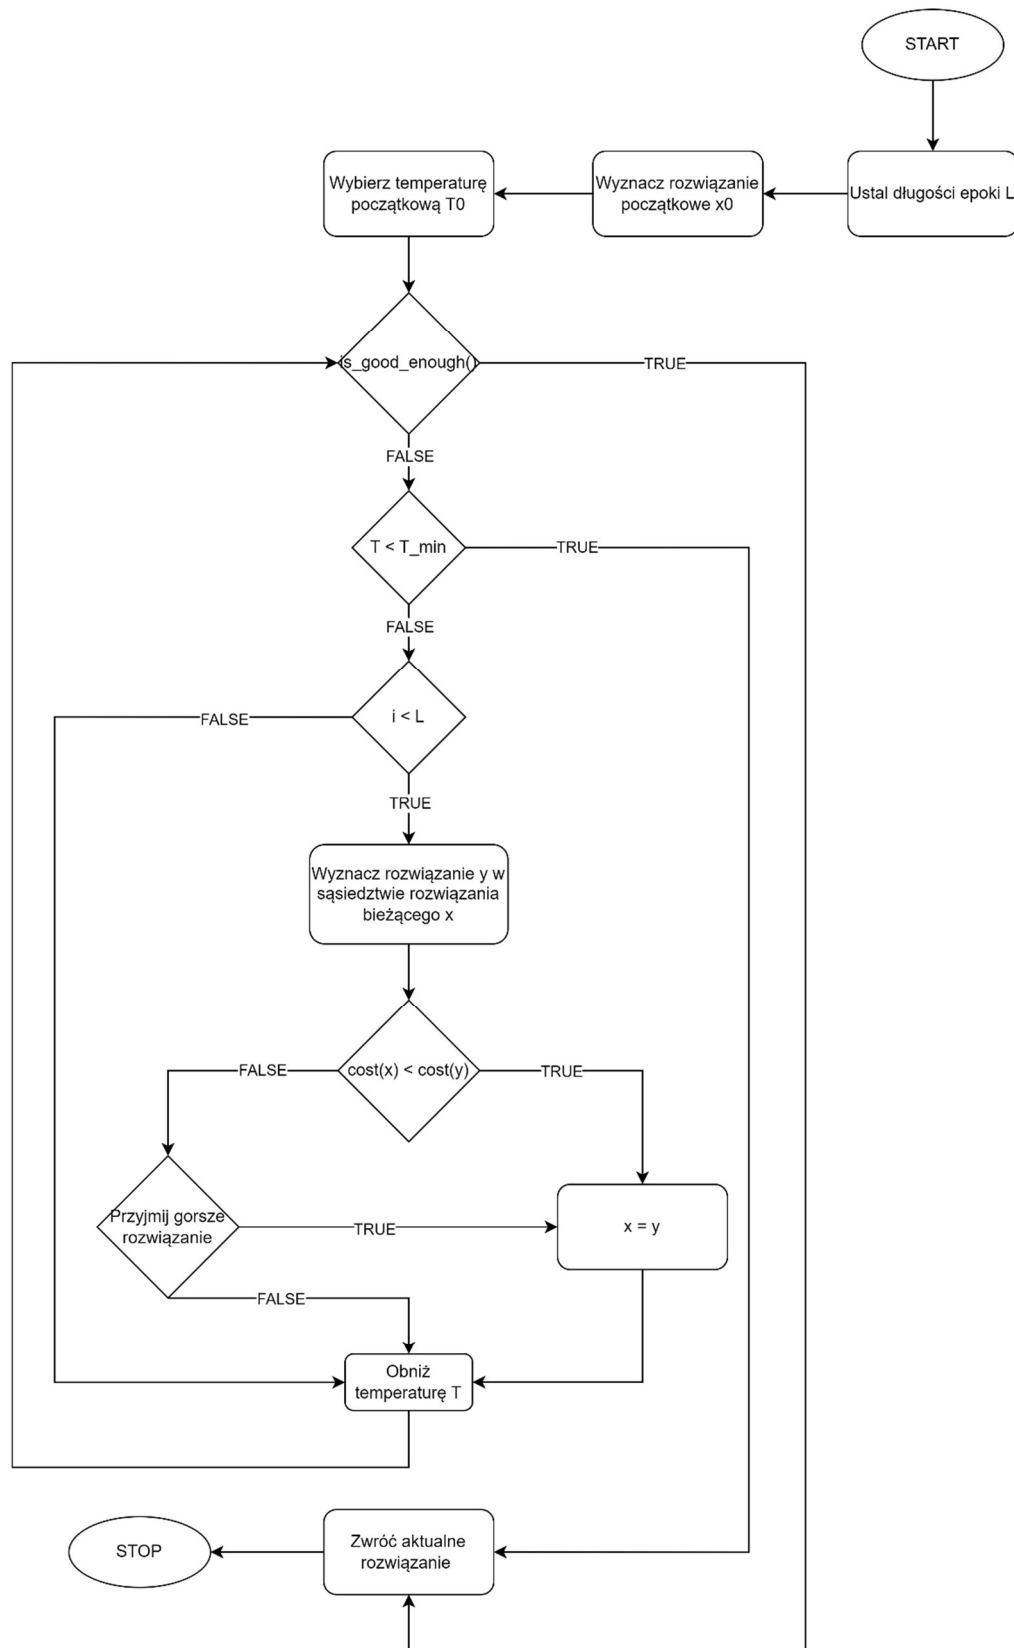 START
Ustal długości epoki L
Wyznacz rozwiązanie
początkowe x0
Wybierz temperaturę
początkową T0
is_good_enough()
TRUE
FALSE
T < T_min
TRUE
FALSE
i < L
FALSE
TRUE
Wyznacz rozwiązanie y w
sąsiedztwie rozwiązania
bieżącego x
cost(x) < cost(y)
FALSE
TRUE
Przyjmij gorsze
rozwiązanie
TRUE
x = y
FALSE
Obniż
temperaturę T
Zwróć aktualne
rozwiązanie
STOP